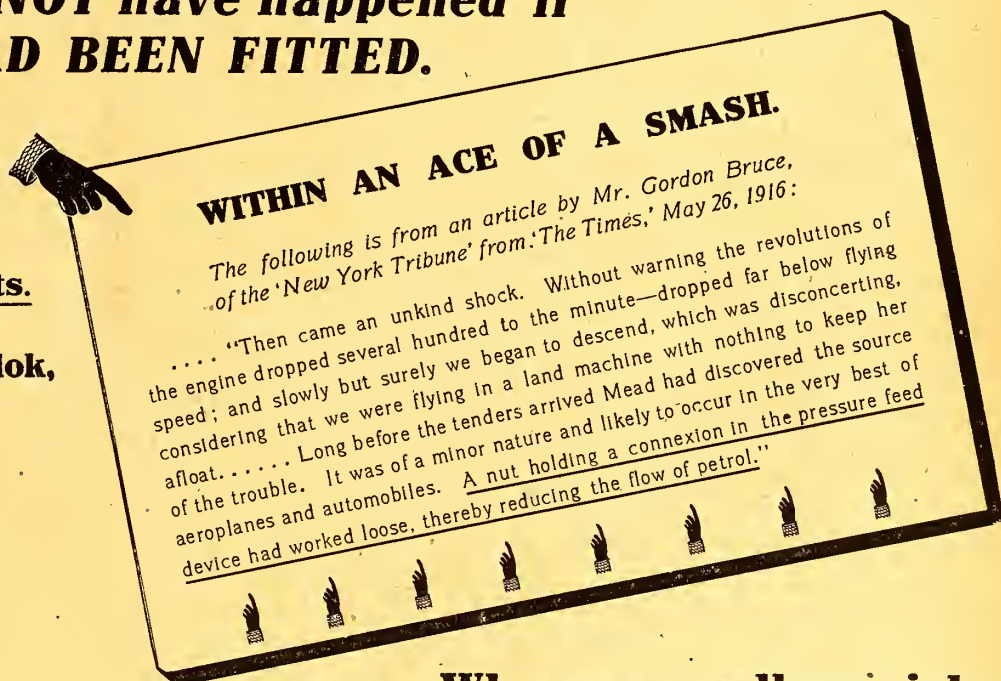 NOT have happened if
D BEEN FITTED.
WITHIN AN ACE OF A SMASH.
The following is from an article by Mr. Gordon Bruce,
of the 'New York Tribune' from 'The Times,' May 26, 1916:
.... "Then came an unkind shock. Without warning the revolutions of
the engine dropped several hundred to the minute—dropped far below flying
speed; and slowly but surely we began to descend, which was disconcerting,
considering that we were flying in a land machine with nothing to keep her
afloat...... Long before the tenders arrived Mead had discovered the source
of the trouble. It was of a minor nature and likely to occur in the very best of
aeroplanes and automobiles. A nut holding a connexion in the pressure feed
device had worked loose, thereby reducing the flow of petrol."
ts.
lok,